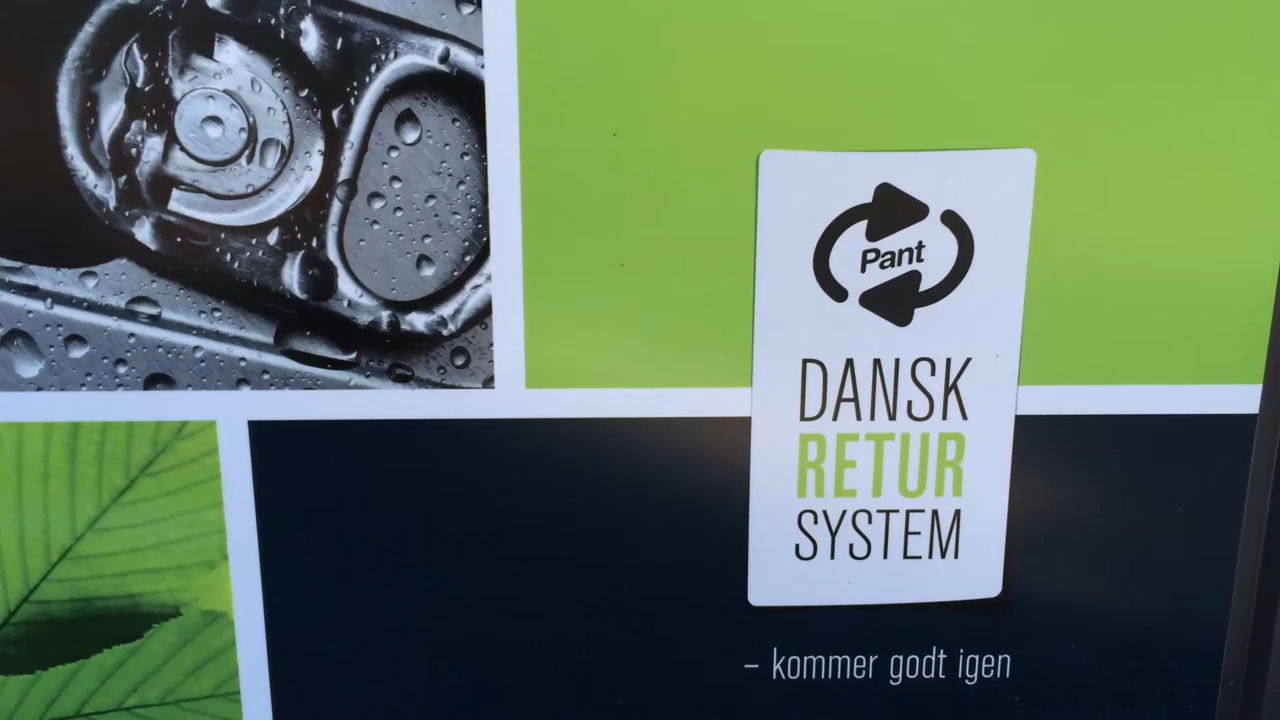 Pant
DANSK
RETUR
SYSTEM
– kommer godt igen